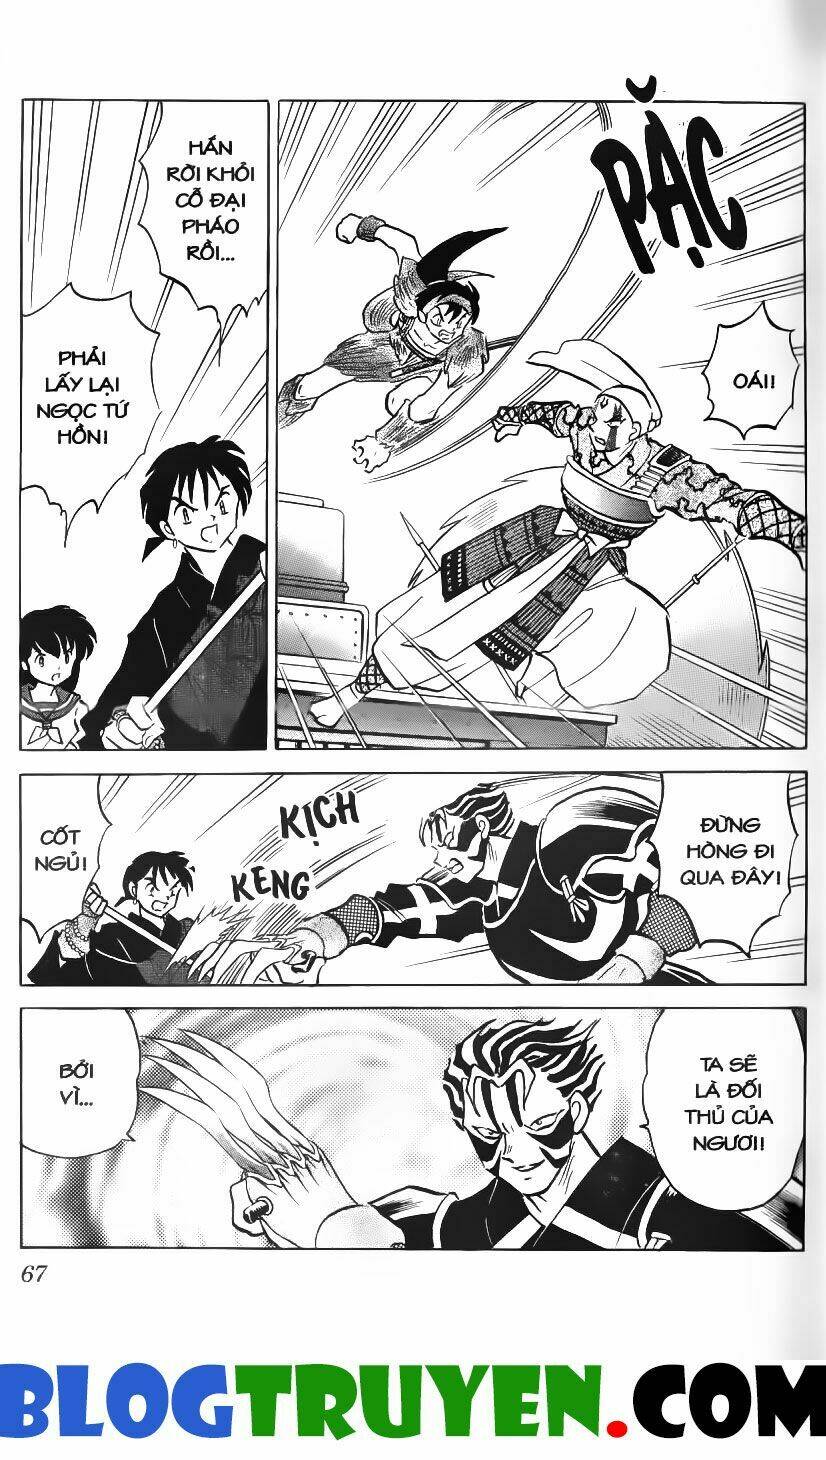 PẶC
OÁI!
HẮN
RỜI KHỎI
CỖ ĐẠI
PHÁO
RỒI...
PHẢI
LẤY LẠI
NGỌC TỨ
HỒN!
ĐỪNG
HÒNG ĐI
QUA ĐÂY!
KỊCH
KENG
CỐT
NGỦ!
TA SẼ
LÀ ĐỐI
THỦ CỦA
NGƯƠI!
BỞI
VÌ...
67
BLOGTRUYEN.COM